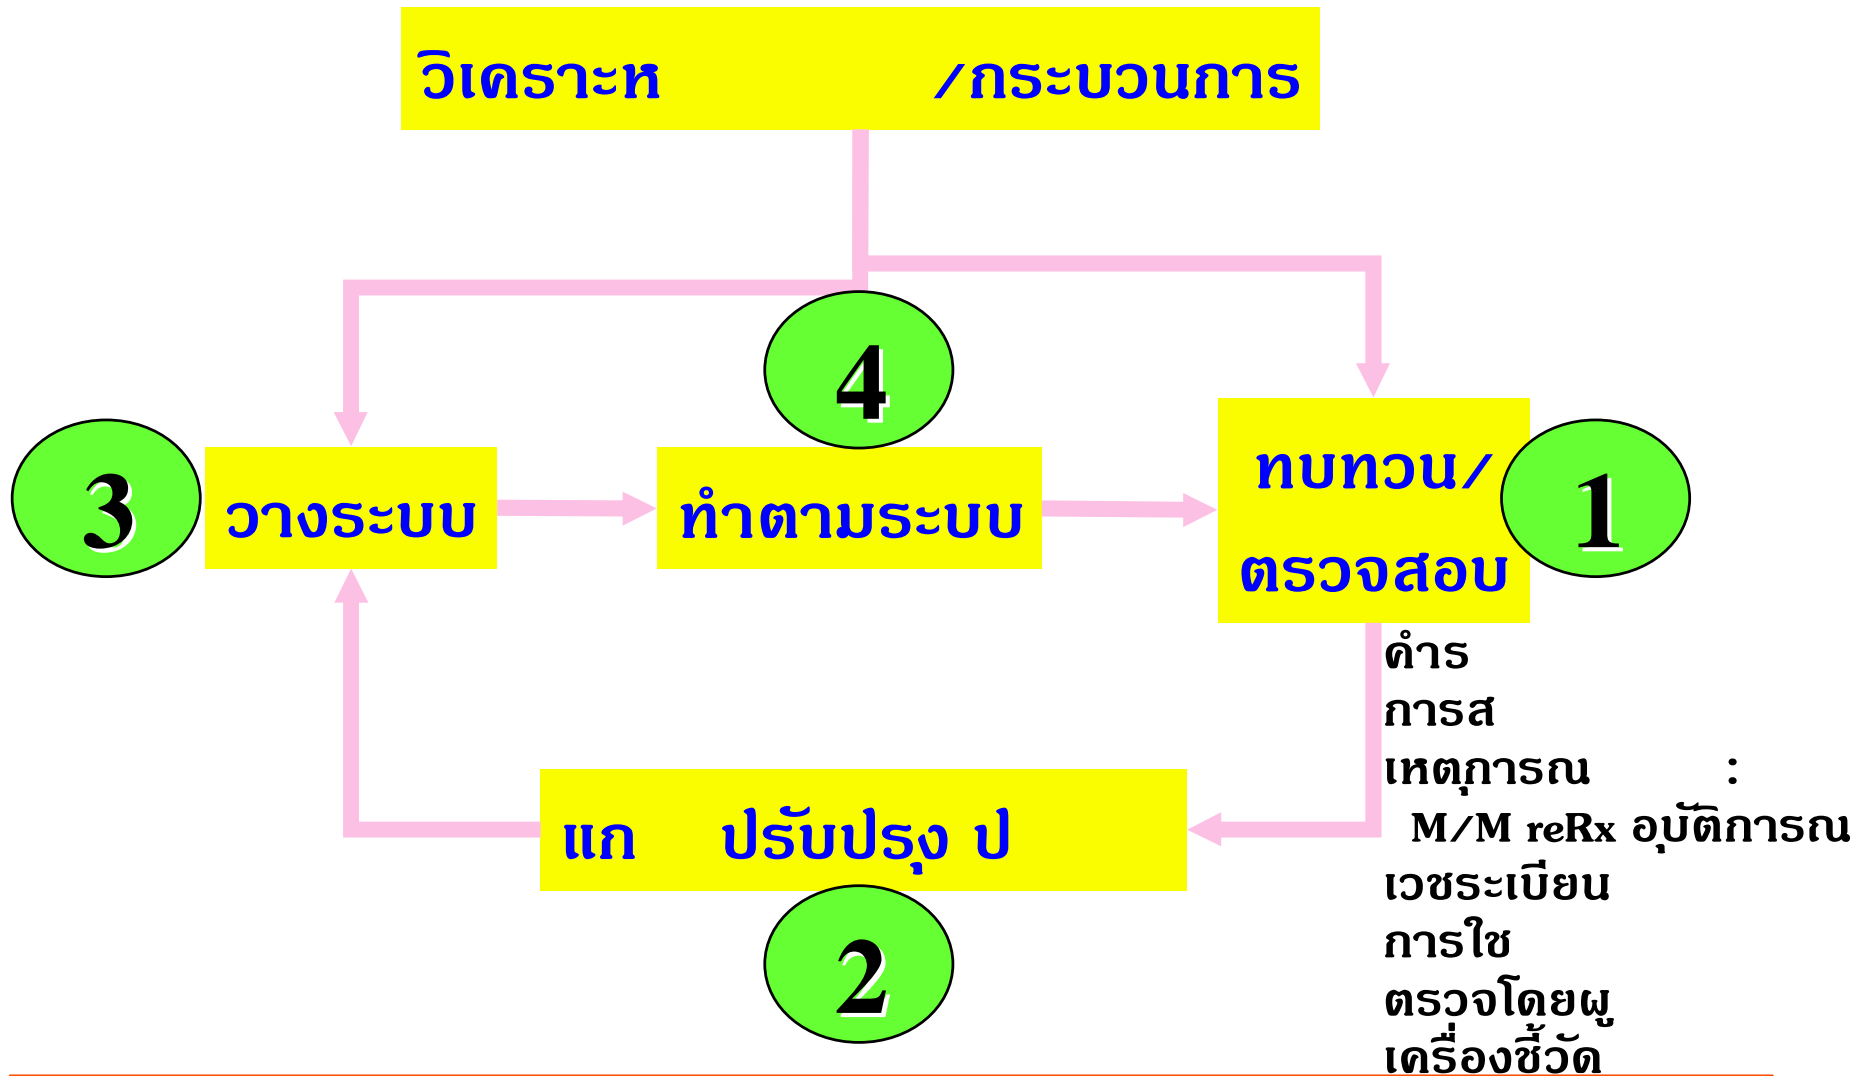 วิเคราะห /กระบวนการ
4
3
วางระบบ
ทำตามระบบ
ทบทวน/
ตรวจสอบ
1
คำร
การส
เหตุการณ :
M/M reRx อุบัติการณ
เวชระเบียน
การใช
ตรวจโดยผู
เครื่องชี้วัด
แก ปรับปรุง ป
2